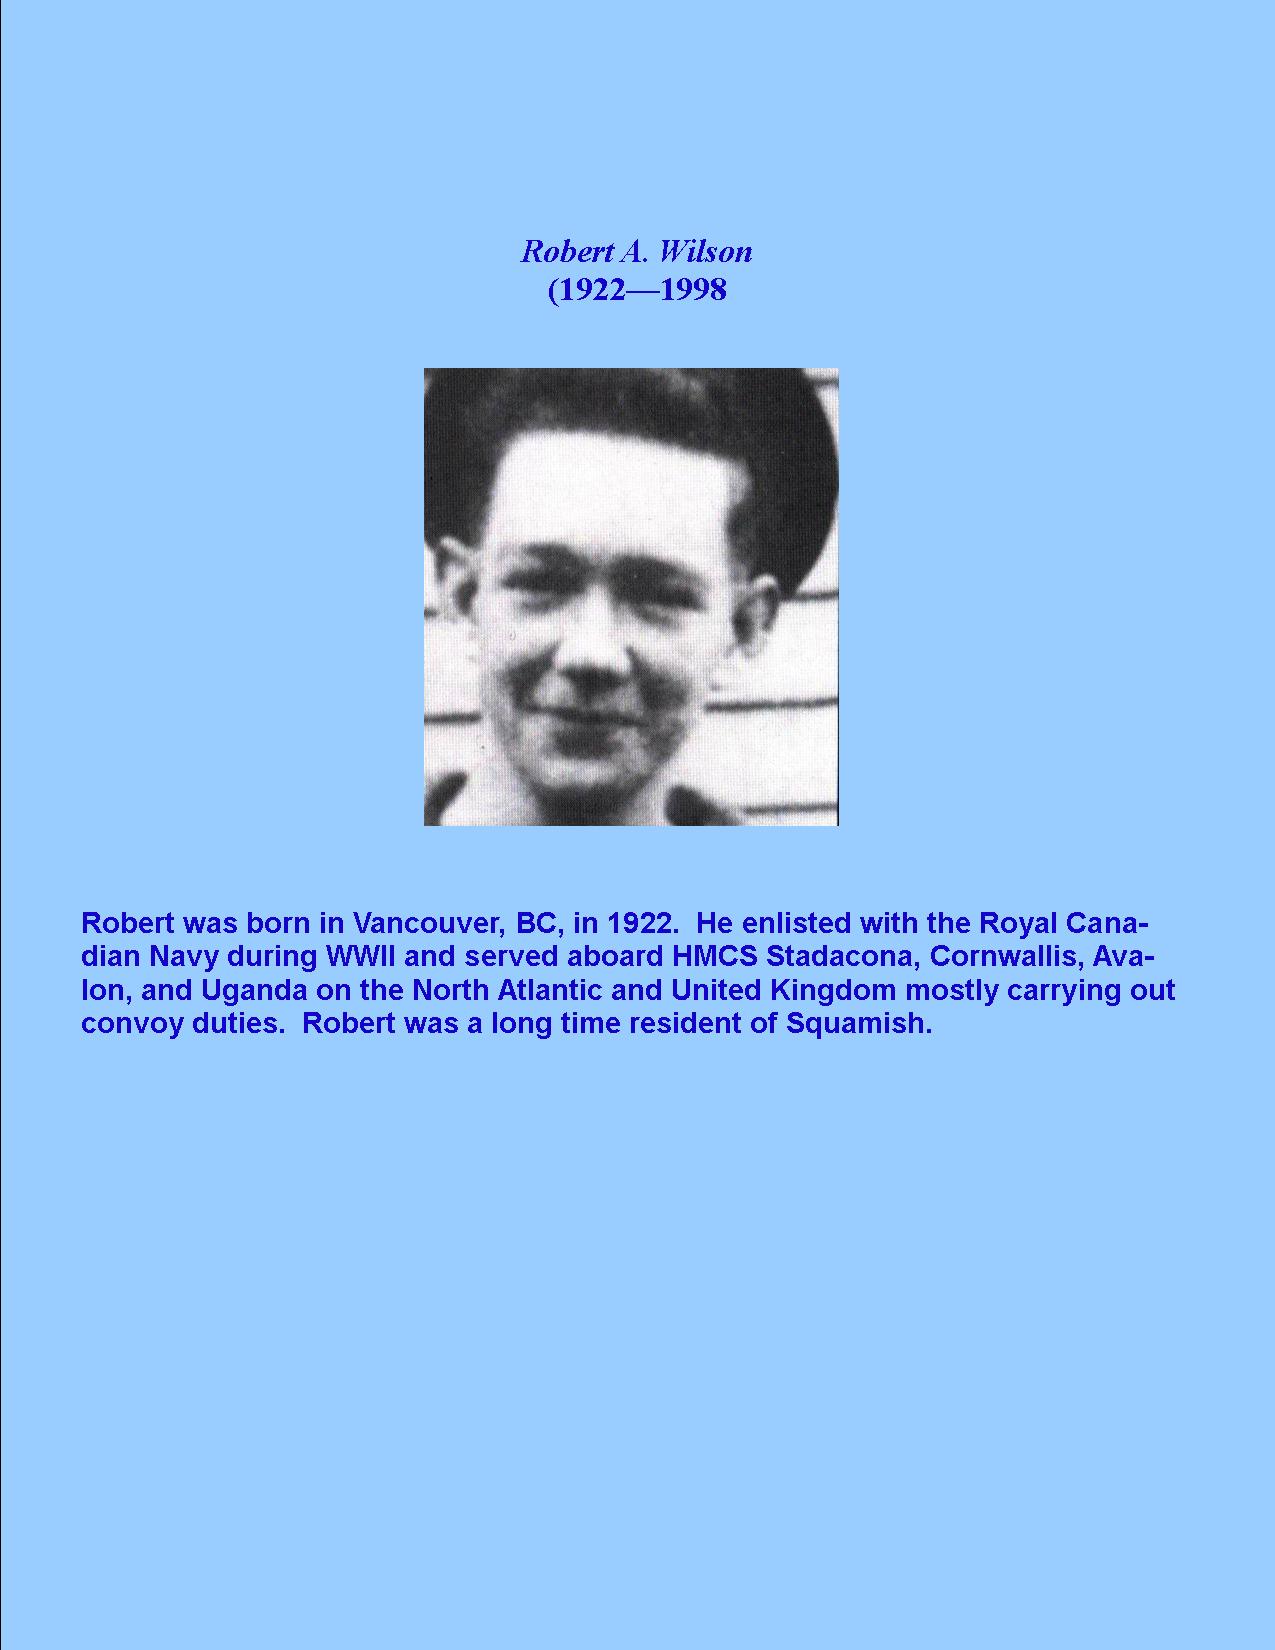 Robert A. Wilson
(1922—1998
Robert was born in Vancouver, BC, in 1922.  He enlisted with the Royal Cana-
dian Navy during WWII and served aboard HMCS Stadacona, Cornwallis, Ava-
lon, and Uganda on the North Atlantic and United Kingdom mostly carrying out
convoy duties.  Robert was a long time resident of Squamish.